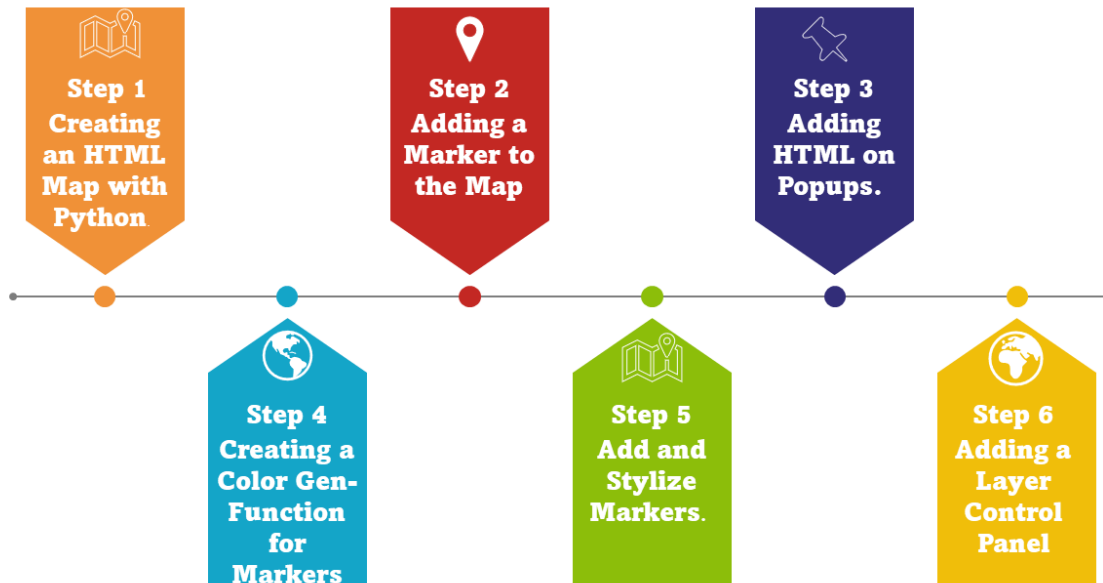 Step 1
Creating
an HTML
Map with
Python.
Step 2
Adding a
Marker to
the Map
Step 3
Adding
HTML on
Popups.
Step 4
Creating a
Color Gen-
Function
for
Markers
Step 5
Add and
Stylize
Markers.
Step 6
Adding a
Layer
Control
Panel